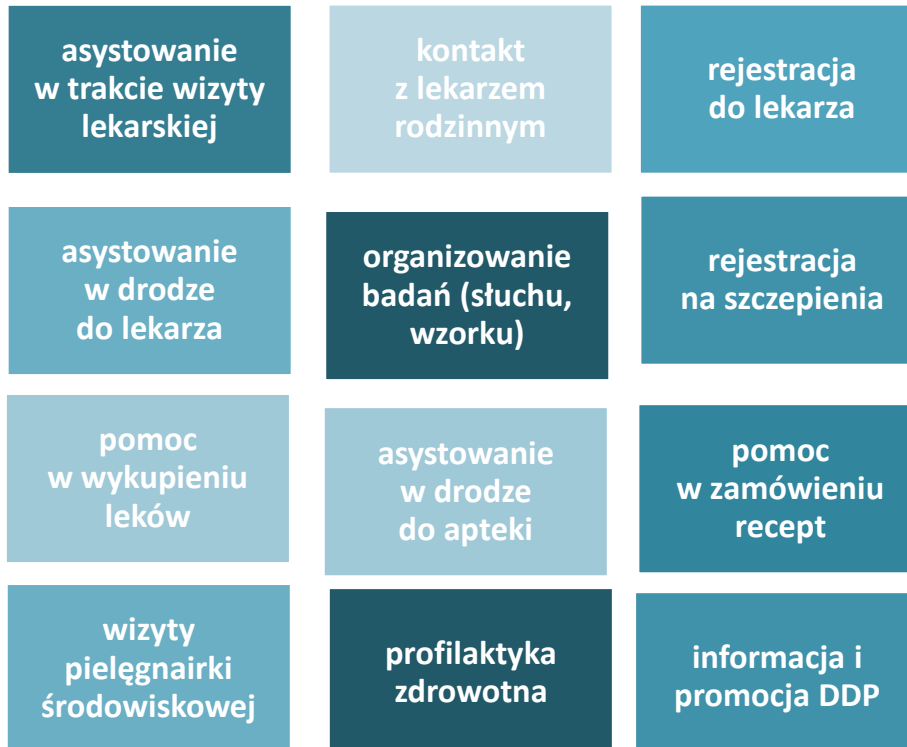 asystowanie
w trakcie wizyty
lekarskiej
kontakt
z lekarzem
rodzinnym
rejestracja
do lekarza
asystowanie
w drodze
do lekarza
organizowanie
badań (słuchu,
wzorku)
rejestracja
na szczepienia
pomoc
w wykupieniu
leków
asystowanie
w drodze
do apteki
pomoc
w zamówieniu
recept
wizyty
pielęgnairki
środowiskowej
profilaktyka
zdrowotna
informacja i
promocja DDP